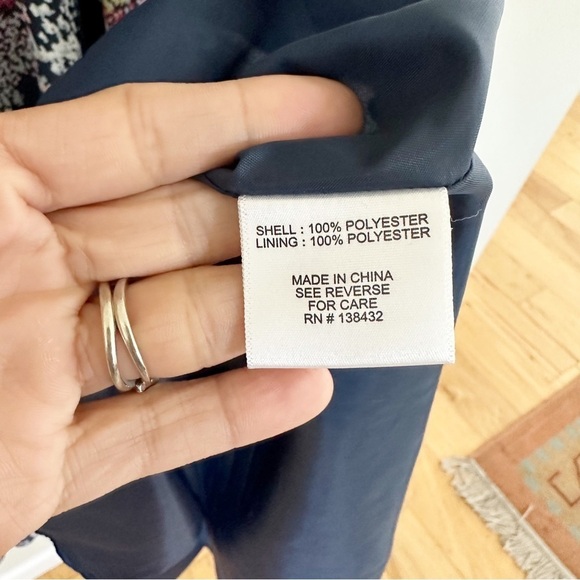 SHELL : 100% POLYESTER
LINING : 100% POLYESTER
MADE IN CHINA
SEE REVERSE
FOR CARE
RN # 138432